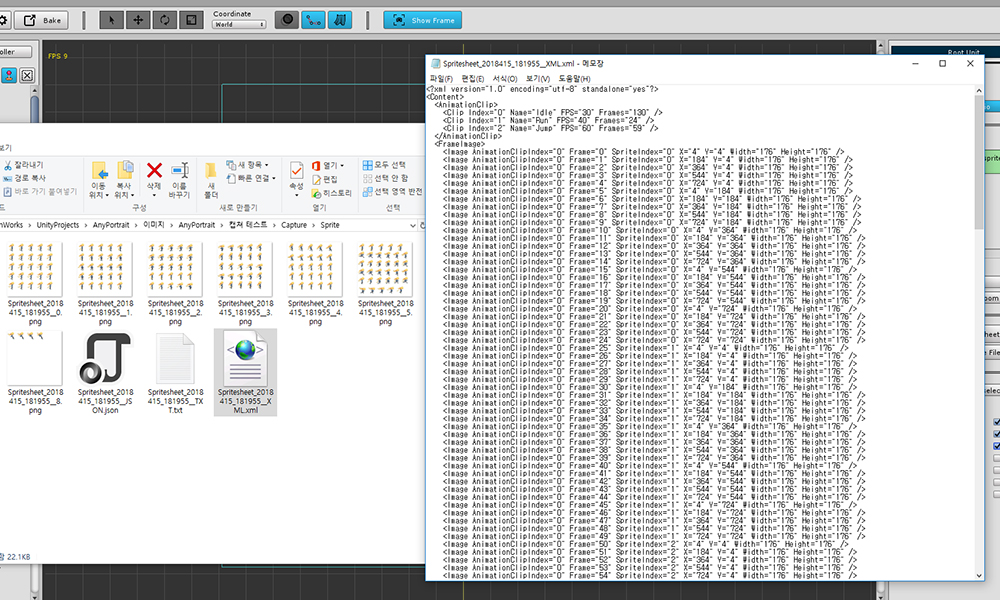 Bake
Coordinate
World
Show Frame
oller
FPS 9
Root Unit
Spritesheet_2018415_181955__XML.xml - 메모장
파일(F) 편집(E) 서식(O) 보기(V) 도움말(H)
<?xml version="1.0" encoding="utf-8" standalone="yes"?>
<Content>
<AnimationClip>
<Clip Index="0" Name="Idle" FPS="30" Frames="130" />
<Clip Index="1" Name="Run" FPS="40" Frames="24" />
<Clip Index="2" Name="Jump" FPS="60" Frames="59" />
</AnimationClip>
<FrameImage>
<Image AnimationClipIndex="0" Frame="0" SpriteIndex="0" X="4" Y="4" Width="176" Height="176" />
<Image AnimationClipIndex="0" Frame="1" SpriteIndex="0" X="184" Y="4" Width="176" Height="176" />
<Image AnimationClipIndex="0" Frame="2" SpriteIndex="0" X="364" Y="4" Width="176" Height="176" />
<Image AnimationClipIndex="0" Frame="3" SpriteIndex="0" X="544" Y="4" Width="176" Height="176" />
<Image AnimationClipIndex="0" Frame="4" SpriteIndex="0" X="724" Y="4" Width="176" Height="176" />
<Image AnimationClipIndex="0" Frame="5" SpriteIndex="0" X="4" Y="184" Width="176" Height="176" />
<Image AnimationClipIndex="0" Frame="6" SpriteIndex="0" X="184" Y="184" Width="176" Height="176" />
<Image AnimationClipIndex="0" Frame="7" SpriteIndex="0" X="364" Y="184" Width="176" Height="176" />
<Image AnimationClipIndex="0" Frame="8" SpriteIndex="0" X="544" Y="184" Width="176" Height="176" />
<Image AnimationClipIndex="0" Frame="9" SpriteIndex="0" X="724" Y="184" Width="176" Height="176" />
<Image AnimationClipIndex="0" Frame="10" SpriteIndex="0" X="4" Y="364" Width="176" Height="176" />
<Image AnimationClipIndex="0" Frame="11" SpriteIndex="0" X="184" Y="364" Width="176" Height="176" />
<Image AnimationClipIndex="0" Frame="12" SpriteIndex="0" X="364" Y="364" Width="176" Height="176" />
<Image AnimationClipIndex="0" Frame="13" SpriteIndex="0" X="544" Y="364" Width="176" Height="176" />
<Image AnimationClipIndex="0" Frame="14" SpriteIndex="0" X="724" Y="364" Width="176" Height="176" />
<Image AnimationClipIndex="0" Frame="15" SpriteIndex="0" X="4" Y="544" Width="176" Height="176" />
<Image AnimationClipIndex="0" Frame="16" SpriteIndex="0" X="184" Y="544" Width="176" Height="176" />
<Image AnimationClipIndex="0" Frame="17" SpriteIndex="0" X="364" Y="544" Width="176" Height="176" />
<Image AnimationClipIndex="0" Frame="18" SpriteIndex="0" X="544" Y="544" Width="176" Height="176" />
<Image AnimationClipIndex="0" Frame="19" SpriteIndex="0" X="724" Y="544" Width="176" Height="176" />
<Image AnimationClipIndex="0" Frame="20" SpriteIndex="0" X="4" Y="724" Width="176" Height="176" />
<Image AnimationClipIndex="0" Frame="21" SpriteIndex="0" X="184" Y="724" Width="176" Height="176" />
<Image AnimationClipIndex="0" Frame="22" SpriteIndex="0" X="364" Y="724" Width="176" Height="176" />
<Image AnimationClipIndex="0" Frame="23" SpriteIndex="0" X="544" Y="724" Width="176" Height="176" />
<Image AnimationClipIndex="0" Frame="24" SpriteIndex="0" X="724" Y="724" Width="176" Height="176" />
<Image AnimationClipIndex="0" Frame="25" SpriteIndex="1" X="4" Y="4" Width="176" Height="176" />
<Image AnimationClipIndex="0" Frame="26" SpriteIndex="1" X="184" Y="4" Width="176" Height="176" />
<Image AnimationClipIndex="0" Frame="27" SpriteIndex="1" X="364" Y="4" Width="176" Height="176" />
<Image AnimationClipIndex="0" Frame="28" SpriteIndex="1" X="544" Y="4" Width="176" Height="176" />
<Image AnimationClipIndex="0" Frame="29" SpriteIndex="1" X="724" Y="4" Width="176" Height="176" />
<Image AnimationClipIndex="0" Frame="30" SpriteIndex="1" X="4" Y="184" Width="176" Height="176" />
<Image AnimationClipIndex="0" Frame="31" SpriteIndex="1" X="184" Y="184" Width="176" Height="176" />
<Image AnimationClipIndex="0" Frame="32" SpriteIndex="1" X="364" Y="184" Width="176" Height="176" />
<Image AnimationClipIndex="0" Frame="33" SpriteIndex="1" X="544" Y="184" Width="176" Height="176" />
<Image AnimationClipIndex="0" Frame="34" SpriteIndex="1" X="724" Y="184" Width="176" Height="176" />
<Image AnimationClipIndex="0" Frame="35" SpriteIndex="1" X="4" Y="364" Width="176" Height="176" />
<Image AnimationClipIndex="0" Frame="36" SpriteIndex="1" X="184" Y="364" Width="176" Height="176" />
<Image AnimationClipIndex="0" Frame="37" SpriteIndex="1" X="364" Y="364" Width="176" Height="176" />
<Image AnimationClipIndex="0" Frame="38" SpriteIndex="1" X="544" Y="364" Width="176" Height="176" />
<Image AnimationClipIndex="0" Frame="39" SpriteIndex="1" X="724" Y="364" Width="176" Height="176" />
<Image AnimationClipIndex="0" Frame="40" SpriteIndex="1" X="4" Y="544" Width="176" Height="176" />
<Image AnimationClipIndex="0" Frame="41" SpriteIndex="1" X="184" Y="544" Width="176" Height="176" />
<Image AnimationClipIndex="0" Frame="42" SpriteIndex="1" X="364" Y="544" Width="176" Height="176" />
<Image AnimationClipIndex="0" Frame="43" SpriteIndex="1" X="544" Y="544" Width="176" Height="176" />
<Image AnimationClipIndex="0" Frame="44" SpriteIndex="1" X="724" Y="544" Width="176" Height="176" />
<Image AnimationClipIndex="0" Frame="45" SpriteIndex="1" X="4" Y="724" Width="176" Height="176" />
<Image AnimationClipIndex="0" Frame="46" SpriteIndex="1" X="184" Y="724" Width="176" Height="176" />
<Image AnimationClipIndex="0" Frame="47" SpriteIndex="1" X="364" Y="724" Width="176" Height="176" />
<Image AnimationClipIndex="0" Frame="48" SpriteIndex="1" X="544" Y="724" Width="176" Height="176" />
<Image AnimationClipIndex="0" Frame="49" SpriteIndex="1" X="724" Y="724" Width="176" Height="176" />
<Image AnimationClipIndex="0" Frame="50" SpriteIndex="2" X="4" Y="4" Width="176" Height="176" />
<Image AnimationClipIndex="0" Frame="51" SpriteIndex="2" X="184" Y="4" Width="176" Height="176" />
<Image AnimationClipIndex="0" Frame="52" SpriteIndex="2" X="364" Y="4" Width="176" Height="176" />
<Image AnimationClipIndex="0" Frame="53" SpriteIndex="2" X="544" Y="4" Width="176" Height="176" />
<Image AnimationClipIndex="0" Frame="54" SpriteIndex="2" X="724" Y="4" Width="176" Height="176" />
보기
잘라내기
경로 복사
바로 가기 붙여넣기
이동 위치
복사 위치
삭제
이름 바꾸기
구성
새 폴더
새 항목
빠른 연결
새로 만들기
속성
열기
편집
히스토리
열기
모두 선택
선택 안 함
선택 영역 반전
선택
nWorks > UnityProjects > AnyPortrait > 이미지 > AnyPortrait > 캡쳐 테스트 > Capture > Sprite
Spritesheet_2018415_181955__0.png
Spritesheet_2018415_181955__1.png
Spritesheet_2018415_181955__2.png
Spritesheet_2018415_181955__3.png
Spritesheet_2018415_181955__4.png
Spritesheet_2018415_181955__5.png
Spritesheet_2018415_181955__8.png
Spritesheet_2018415_181955__JSON.json
Spritesheet_2018415_181955__TXT.txt
Spritesheet_2018415_181955__XML.xml
22.1KB